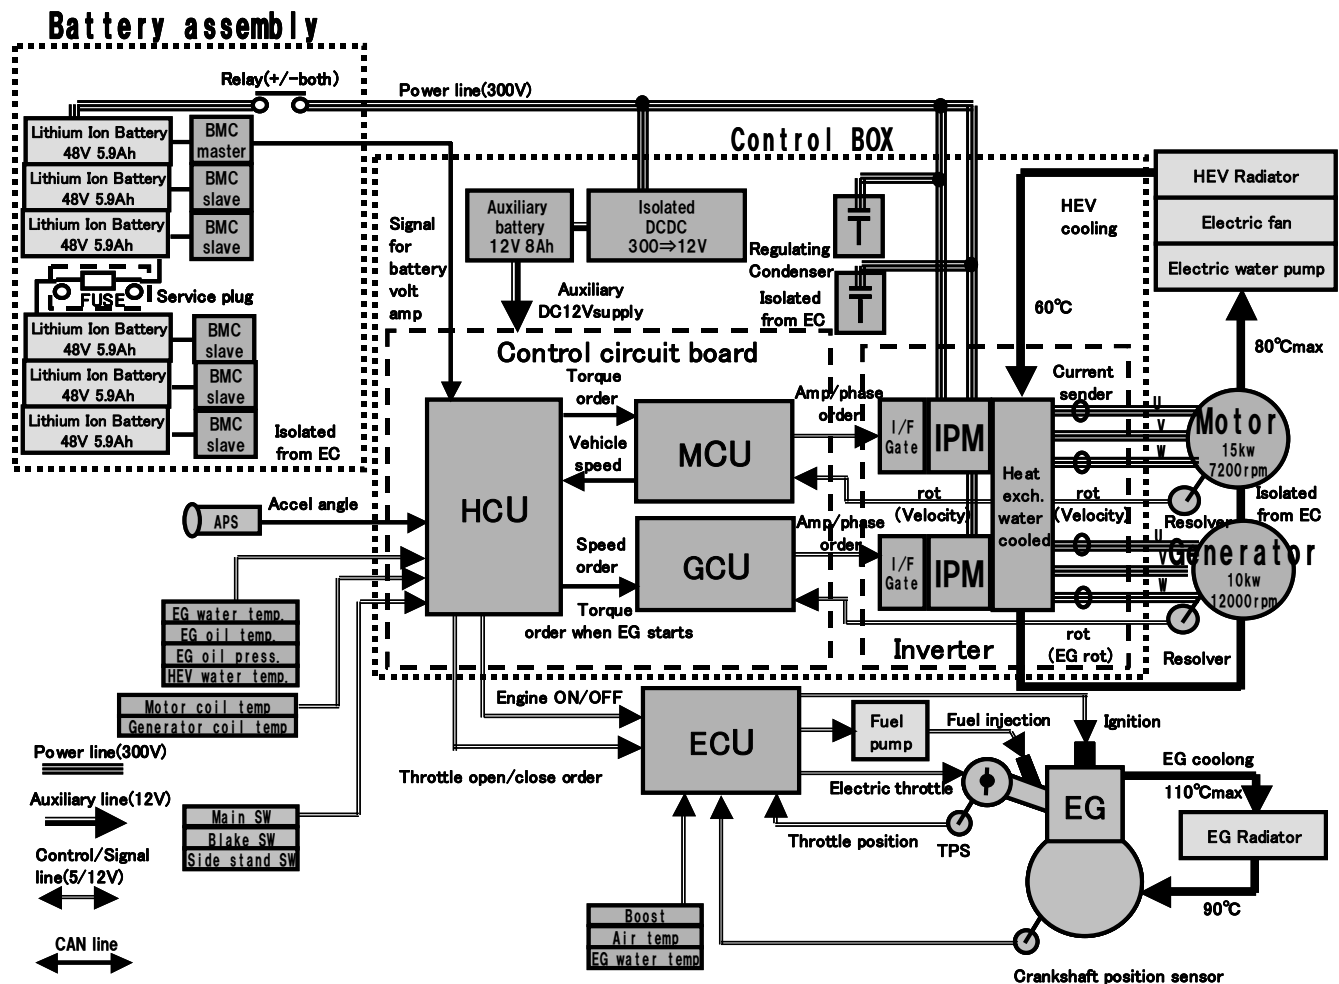 Battery assembly
Relay(+/-both)
Power line(300V)
Lithium Ion Battery
48V 5.9Ah
BMC
master
Lithium Ion Battery
48V 5.9Ah
BMC
slave
Lithium Ion Battery
48V 5.9Ah
BMC
slave
FUSE
Service plug
Lithium Ion Battery
48V 5.9Ah
BMC
slave
Lithium Ion Battery
48V 5.9Ah
BMC
slave
Lithium Ion Battery
48V 5.9Ah
BMC
slave
Isolated
from EC
Control BOX
Signal
for
battery
volt
amp
Auxiliary
battery
12V 8Ah
Isolated
DCDC
300⇒12V
Auxiliary
DC12Vsupply
Regulating
Condenser
Isolated
from EC
HEV
cooling
60℃
HEV Radiator
Electric fan
Electric water pump
80℃max
Control circuit board
Torque
order
Vehicle
speed
HCU
MCU
Amp/phase
order
I/F
Gate
IPM
Heat
exch.
water
cooled
Current
sender
U
V
W
Motor
15kw
7200rpm
rot
(Velocity)
rot
(Velocity)
Resolver
Isolated
from EC
APS
Accel angle
Speed
order
GCU
Amp/phase
order
I/F
Gate
IPM
U
V
W
Generator
10kw
12000rpm
Torque
order when EG starts
Inverter
rot
(EG rot)
Resolver
EG water temp.
EG oil temp.
EG oil press.
HEV water temp.
Motor coil temp
Generator coil temp
Engine ON/OFF
Throttle open/close order
ECU
Fuel
pump
Fuel injection
Ignition
Electric throttle
Throttle position
TPS
EG
EG coolong
110℃max
EG Radiator
90℃
Power line(300V)
Auxiliary line(12V)
Control/Signal
line(5/12V)
CAN line
Main SW
Blake SW
Side stand SW
Boost
Air temp
EG water temp
Crankshaft position sensor